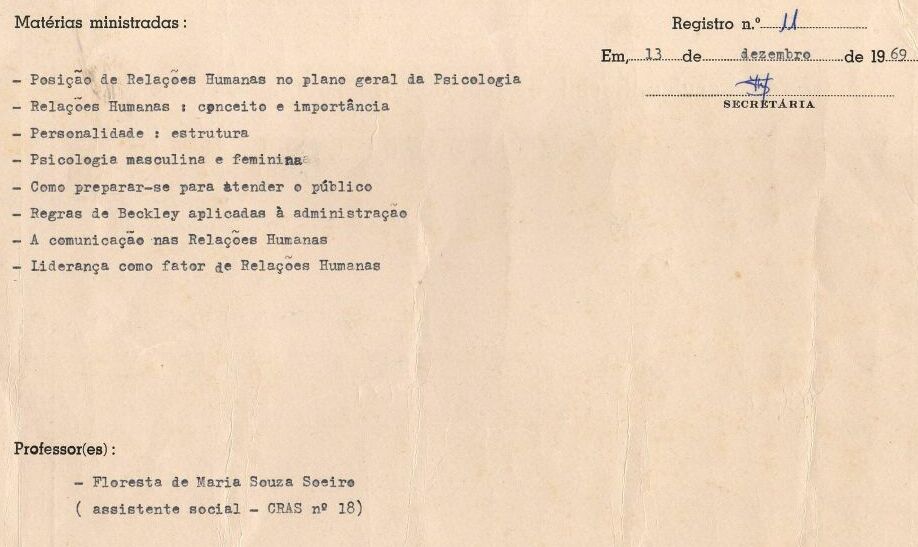 Matérias ministradas :
Registro n.º 11
Em, 13 de dezembro de 1969
SECRETÁRIA
- Posição de Relações Humanas no plano geral da Psicologia
- Relações Humanas : conceito e importância
- Personalidade : estrutura
- Psicologia masculina e feminina
- Como preparar-se para atender o público
- Regras de Beckley aplicadas à administração
- A comunicação nas Relações Humanas
- Liderança como fator de Relações Humanas
Professor(es) :
- Floresta de Maria Souza Soeiro
( assistente social - CRAS nº 18)